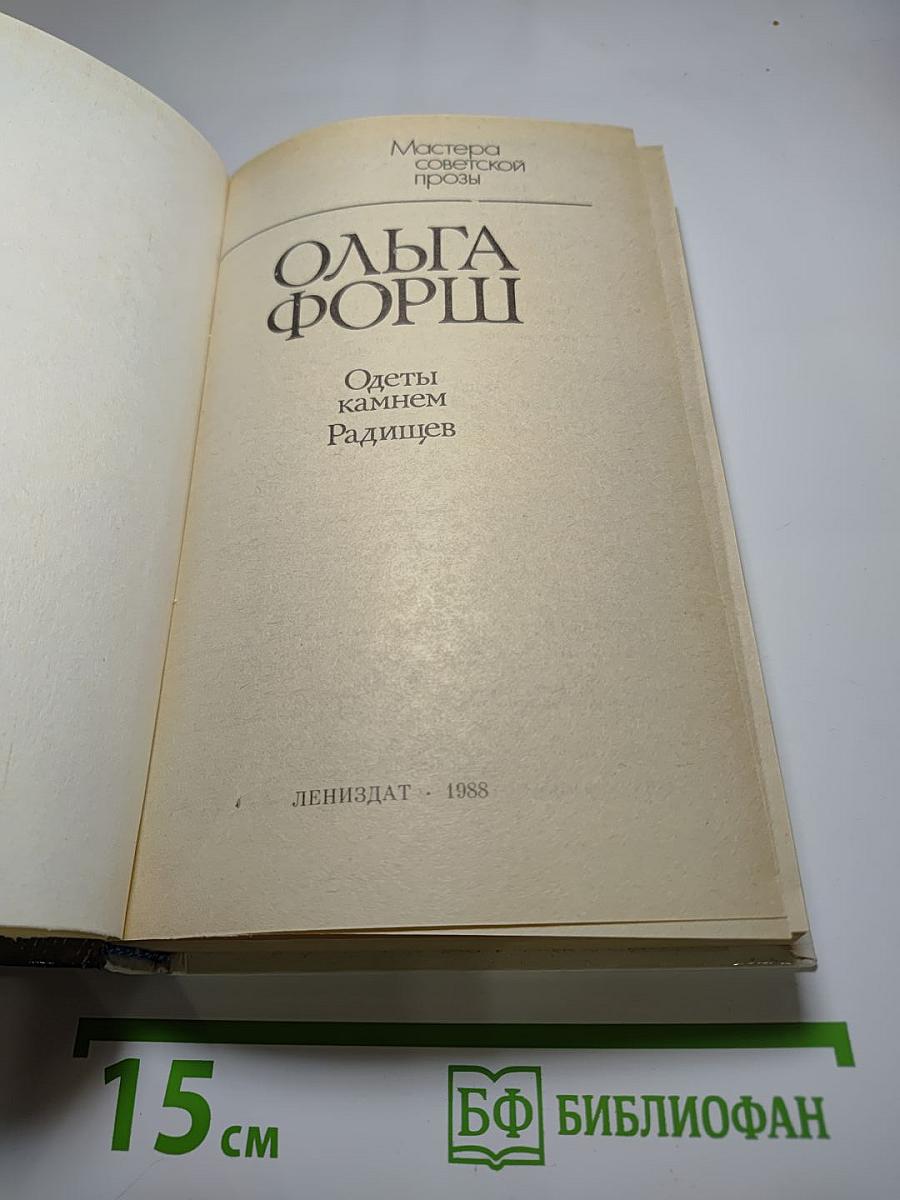 Мастера
советской
прозы
ОЛЬГА
ФОРШ
Одеты
камнем
Радищев
ЛЕНИЗДАТ · 1988
15 см
БФ БИБЛИОФАН